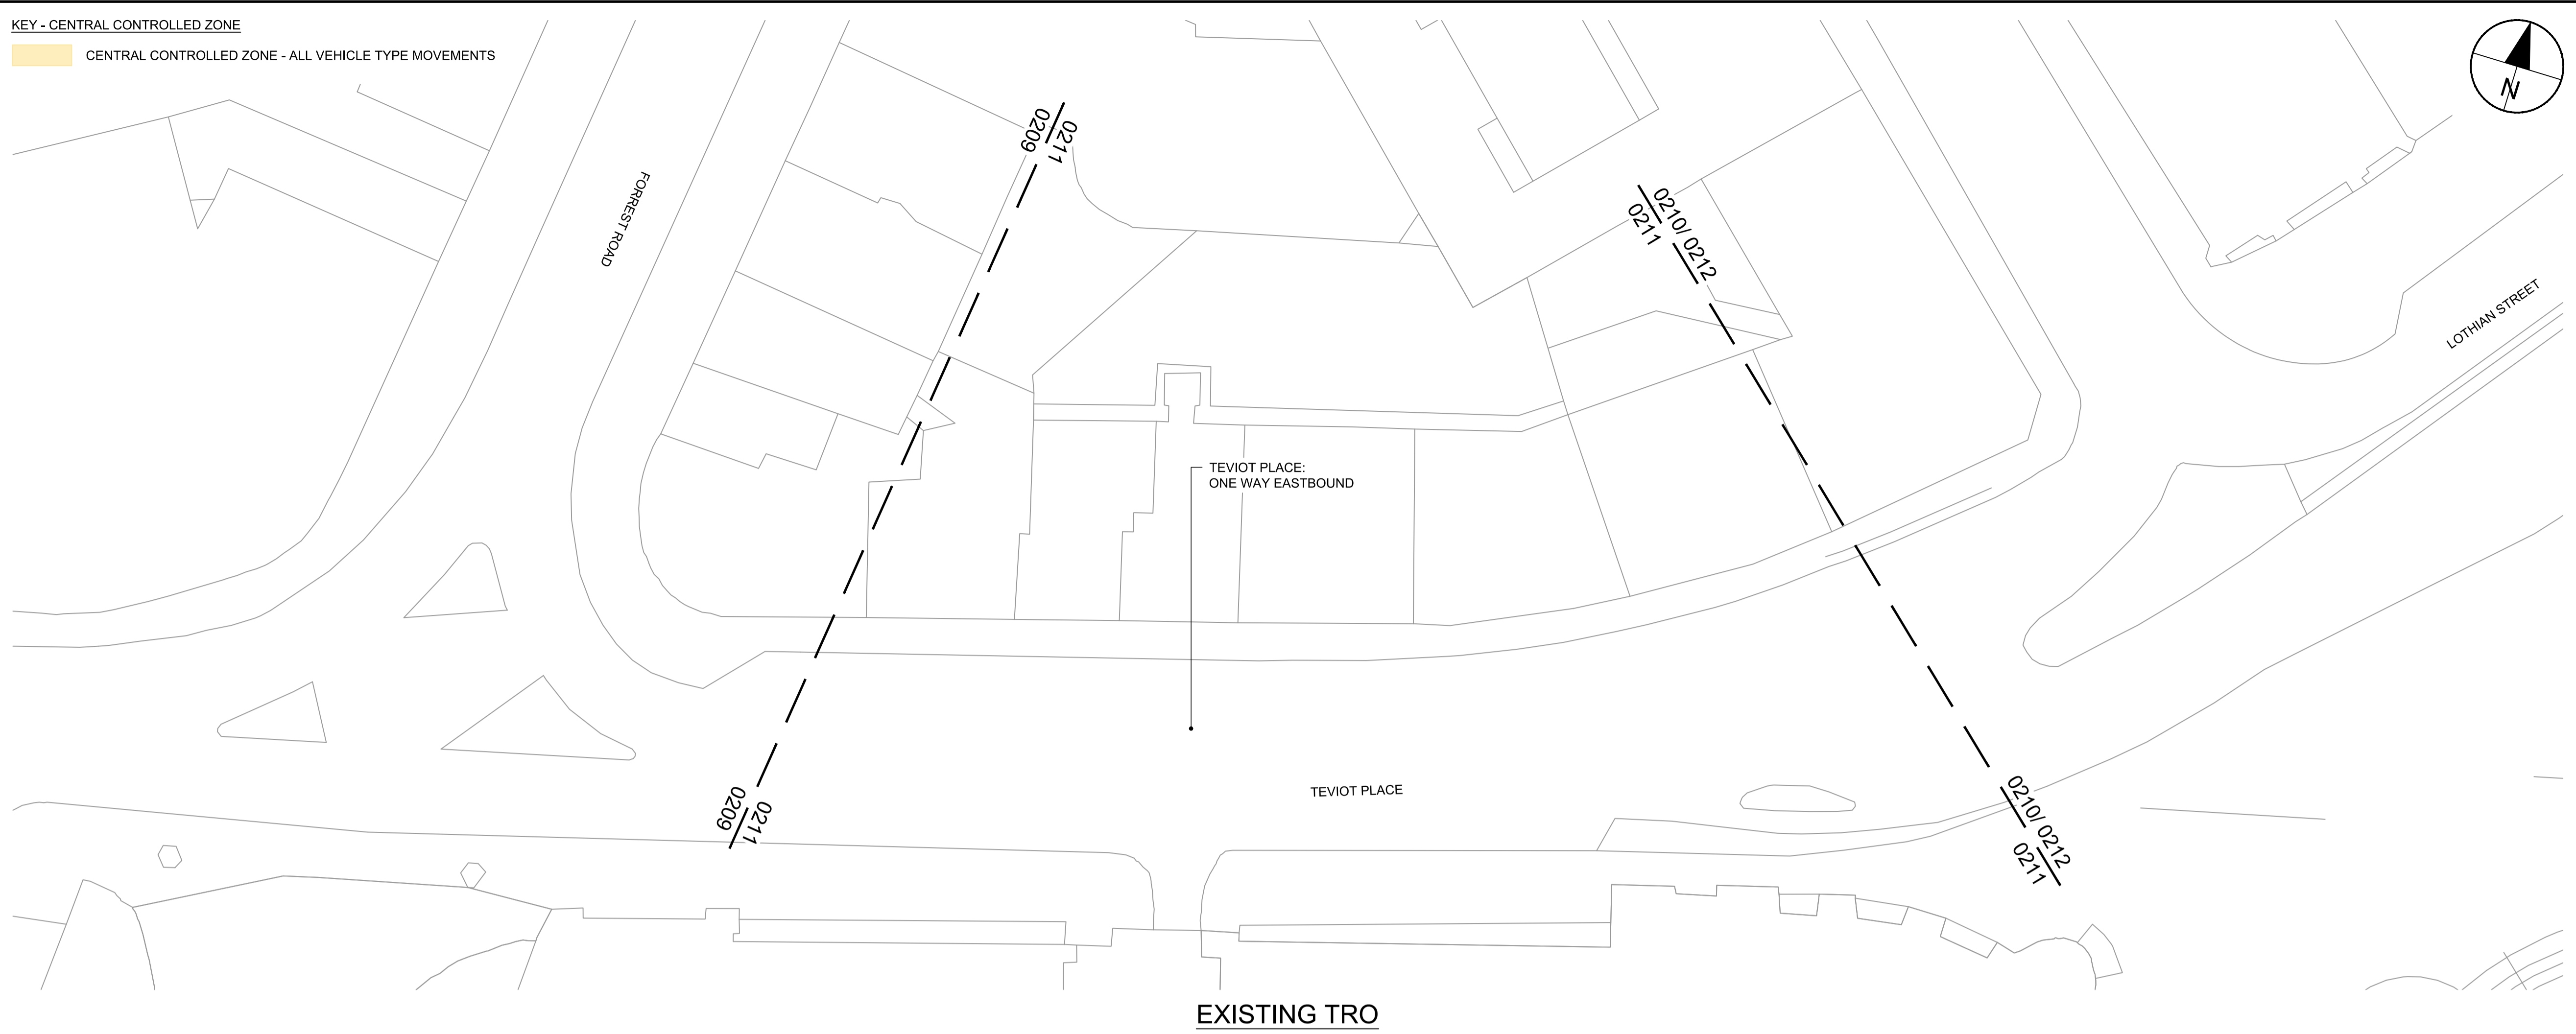 KEY - CENTRAL CONTROLLED ZONE
CENTRAL CONTROLLED ZONE - ALL VEHICLE TYPE MOVEMENTS
N
0209
0211
FORREST ROAD
0210/ 0212
0211
LOTHIAN STREET
TEVIOT PLACE:
ONE WAY EASTBOUND
TEVIOT PLACE
0209
0211
0210/ 0212
0211
EXISTING TRO